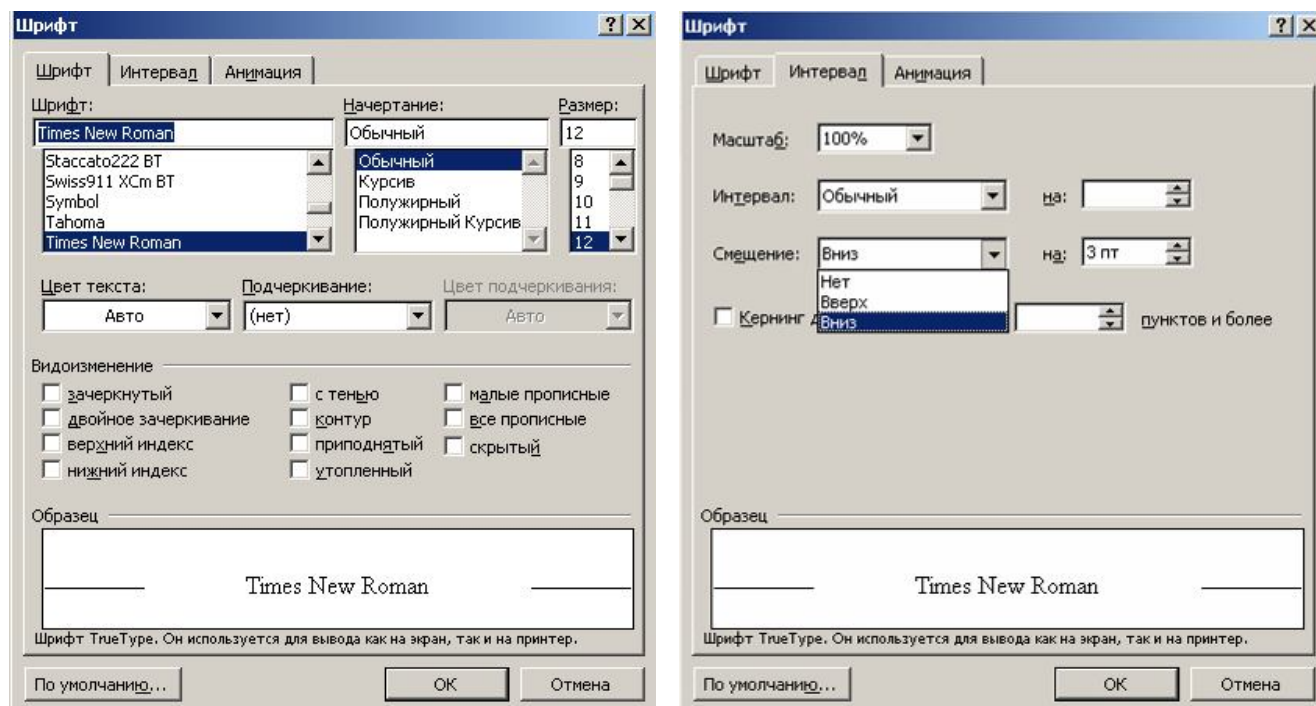 Шрифт
Шрифт Интервал Анимация
Шрифт: Начертание: Размер:
Times New Roman Обычный 12
Staccato222 BT Обычный 8
Swiss911 XCm BT Курсив 9
Symbol Полужирный 10
Tahoma Полужирный Курсив 11
Times New Roman 12
Цвет текста: Подчеркивание: Цвет подчеркивания:
Авто (нет) Авто
Видоизменение
зачеркнутый с тенью малые прописные
двойное зачеркивание контур все прописные
верхний индекс приподнятый скрытый
нижний индекс утопленный
Образец
Times New Roman
Шрифт TrueType. Он используется для вывода как на экран, так и на принтер.
По умолчанию... ОК Отмена
Шрифт
Шрифт Интервал Анимация
Масштаб: 100%
Интервал: Обычный на:
Смещение: Вниз на: 3 пт
Нет
Вверх
Кернинг Вниз пунктов и более
Образец
Times New Roman
Шрифт TrueType. Он используется для вывода как на экран, так и на принтер.
По умолчанию... ОК Отмена